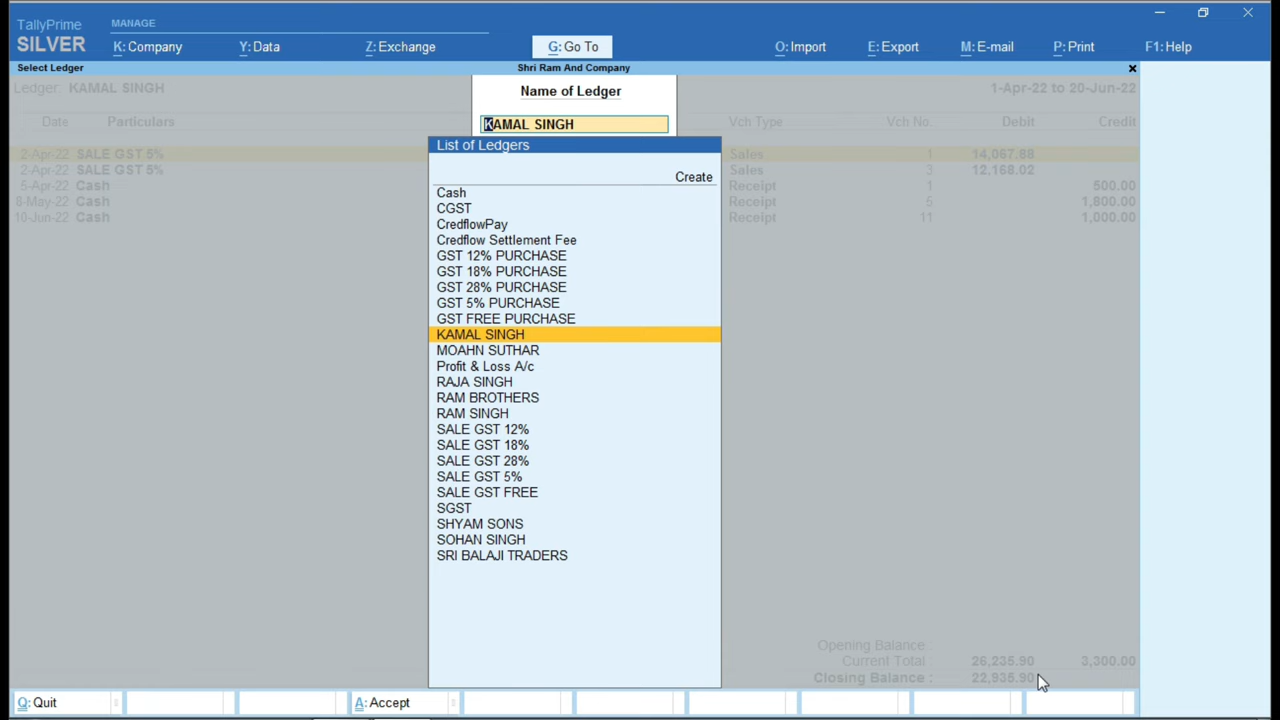 TallyPrime
MANAGE
SILVER
K: Company
Y: Data
Z: Exchange
G: Go To
O: Import
E: Export
M: E-mail
P: Print
F1: Help
Select Ledger
Shri Ram And Company
Ledger: KAMAL SINGH
Name of Ledger
1-Apr-22 to 20-Jun-22
Date Particulars
Vch Type Vch No. Debit Credit
KAMAL SINGH
List of Ledgers
2-Apr-22 SALE GST 5% Sales 1 14,067.88
2-Apr-22 SALE GST 5% Sales 3 12,168.02
5-Apr-22 Cash Receipt 1 500.00
8-May-22 Cash Receipt 5 1,800.00
10-Jun-22 Cash Receipt 11 1,000.00
Create
Cash
CGST
CredflowPay
Credflow Settlement Fee
GST 12% PURCHASE
GST 18% PURCHASE
GST 28% PURCHASE
GST 5% PURCHASE
GST FREE PURCHASE
KAMAL SINGH
MOAHN SUTHAR
Profit & Loss A/c
RAJA SINGH
RAM BROTHERS
RAM SINGH
SALE GST 12%
SALE GST 18%
SALE GST 28%
SALE GST 5%
SALE GST FREE
SGST
SHYAM SONS
SOHAN SINGH
SRI BALAJI TRADERS
Opening Balance :
Current Total : 26,235.90 3,300.00
Closing Balance : 22,935.90
Q: Quit
A: Accept